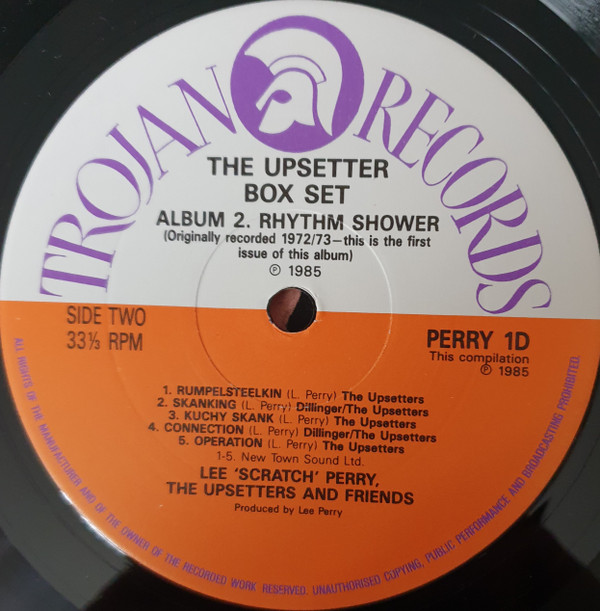 TROJAN RECORDS
THE UPSETTER
BOX SET
ALBUM 2. RHYTHM SHOWER
(Originally recorded 1972/73—this is the first
issue of this album)
℗ 1985
SIDE TWO
33⅓ RPM
PERRY 1D
This compilation
℗ 1985
1. RUMPELSTEELKIN (L. Perry) The Upsetters
2. SKANKING (L. Perry) Dillinger/The Upsetters
3. KUCHY SKANK (L. Perry) The Upsetters
4. CONNECTION (L. Perry) Dillinger/The Upsetters
5. OPERATION (L. Perry) The Upsetters
1-5. New Town Sound Ltd.
LEE 'SCRATCH' PERRY,
THE UPSETTERS AND FRIENDS
Produced by Lee Perry
ALL RIGHTS OF THE MANUFACTURER AND OF THE OWNER OF THE RECORDED WORK RESERVED. UNAUTHORISED COPYING, PUBLIC PERFORMANCE AND BROADCASTING PROHIBITED.